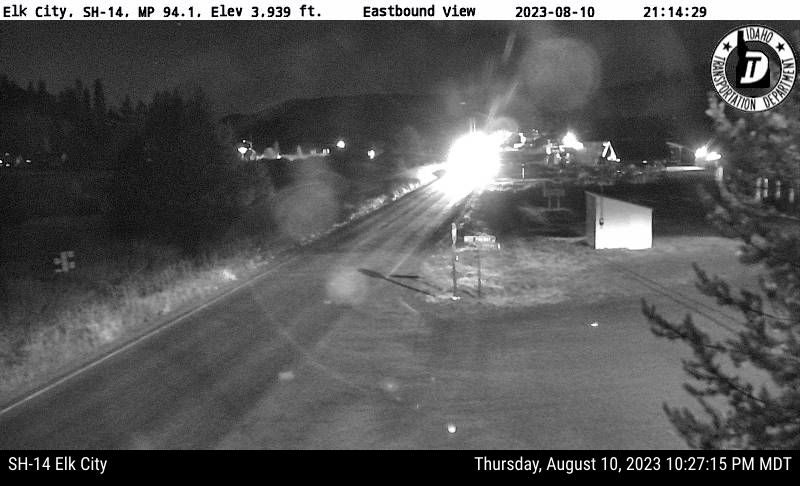 Elk City, SH-14, MP 94.1, Elev 3,939 ft. Eastbound View 2023-08-10 21:14:29
IDAHO
TRANSPORTATION DEPARTMENT
SH-14 Elk City Thursday, August 10, 2023 10:27:15 PM MDT